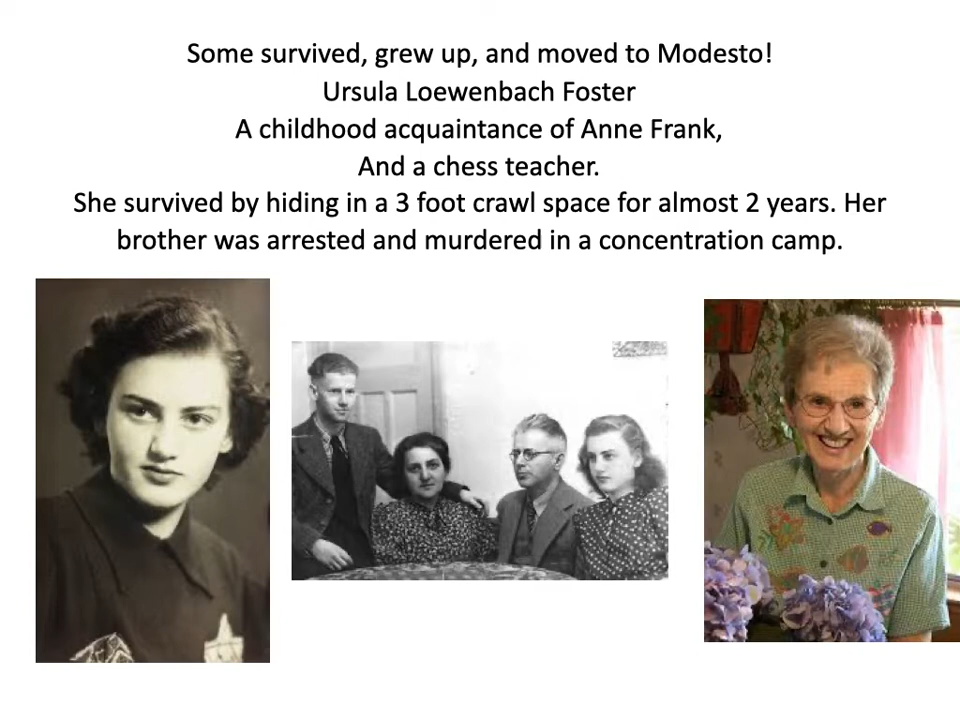 Some survived, grew up, and moved to Modesto!
Ursula Loewenbach Foster
A childhood acquaintance of Anne Frank,
And a chess teacher.
She survived by hiding in a 3 foot crawl space for almost 2 years. Her
brother was arrested and murdered in a concentration camp.